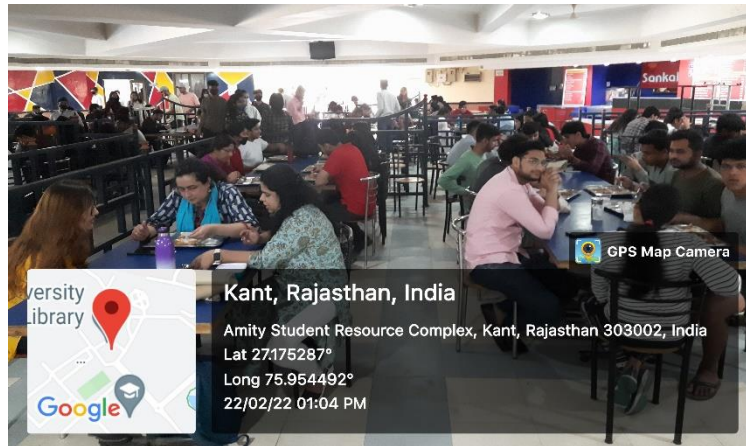 Sankal
GPS Map Camera
versity
Library
Google
Kant, Rajasthan, India
Amity Student Resource Complex, Kant, Rajasthan 303002, India
Lat 27.175287°
Long 75.954492°
22/02/22 01:04 PM